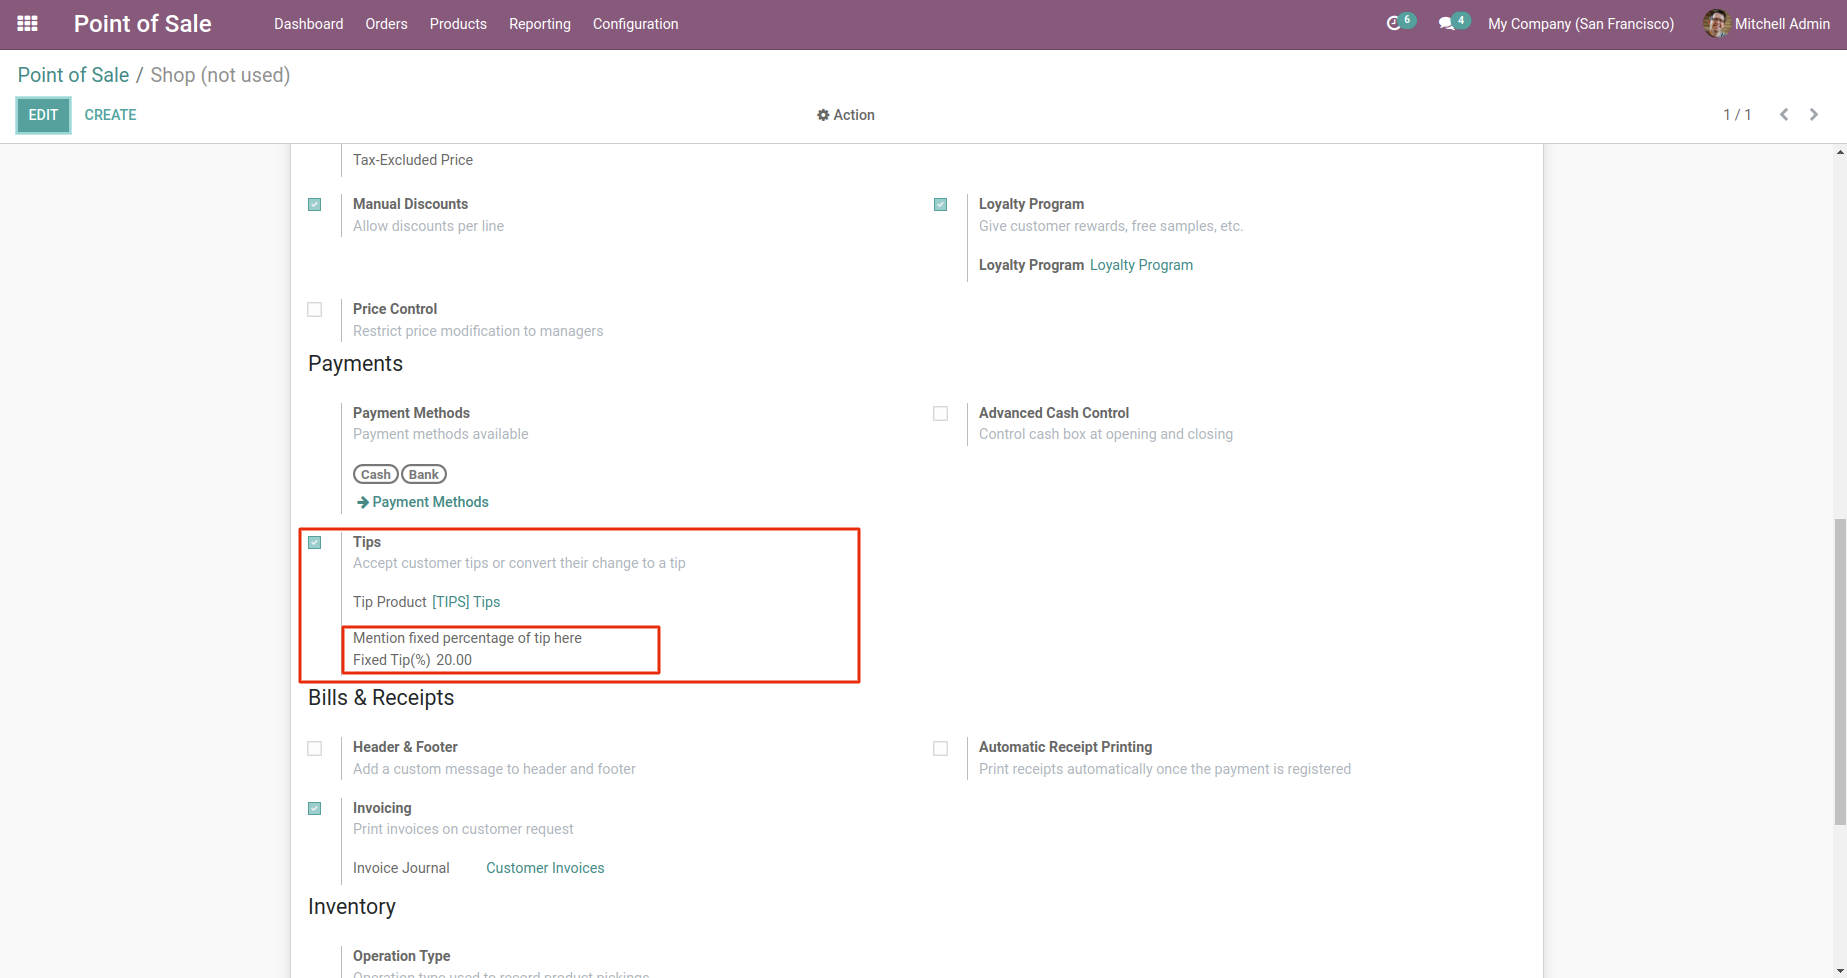 Point of Sale Dashboard Orders Products Reporting Configuration 6 4 My Company (San Francisco) Mitchell Admin
Point of Sale / Shop (not used)
EDIT CREATE Action 1 / 1
Tax-Excluded Price
Manual Discounts
Allow discounts per line
Loyalty Program
Give customer rewards, free samples, etc.
Loyalty Program Loyalty Program
Price Control
Restrict price modification to managers
Payments
Payment Methods
Payment methods available
Cash Bank
Payment Methods
Advanced Cash Control
Control cash box at opening and closing
Tips
Accept customer tips or convert their change to a tip
Tip Product [TIPS] Tips
Mention fixed percentage of tip here
Fixed Tip(%) 20.00
Bills & Receipts
Header & Footer
Add a custom message to header and footer
Automatic Receipt Printing
Print receipts automatically once the payment is registered
Invoicing
Print invoices on customer request
Invoice Journal Customer Invoices
Inventory
Operation Type
Operation type used to record product pickings